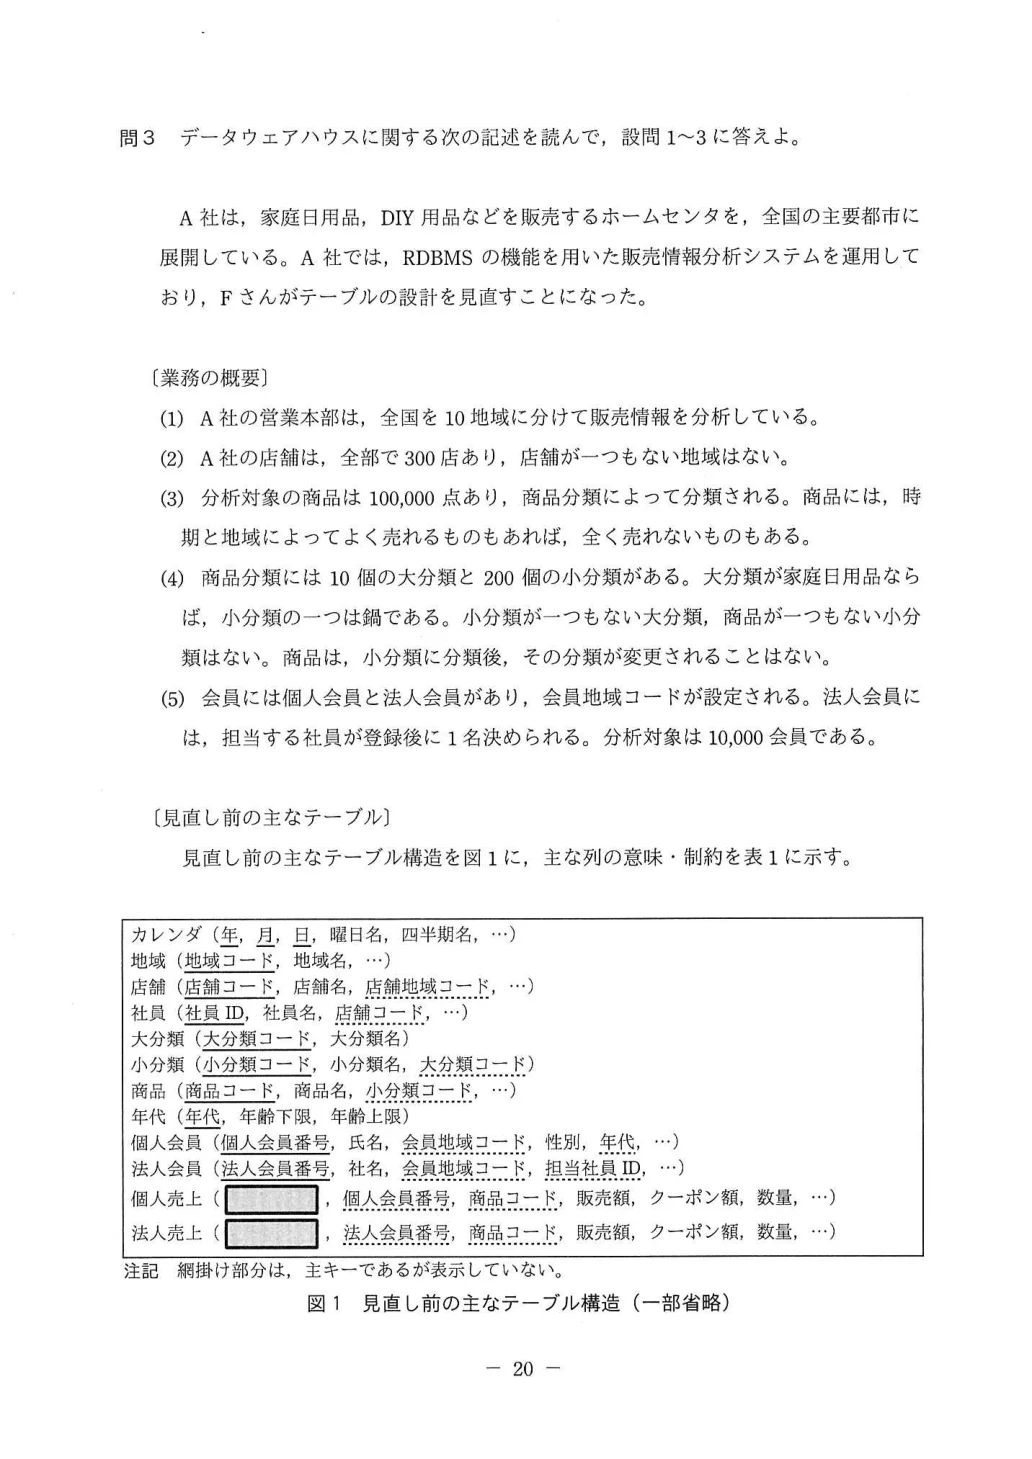 問3 データウェアハウスに関する次の記述を読んで，設問1～3に答えよ。
A社は，家庭日用品，DIY用品などを販売するホームセンタを，全国の主要都市に
展開している。A社では，RDBMSの機能を用いた販売情報分析システムを運用して
おり，Fさんがテーブルの設計を見直すことになった。
〔業務の概要〕
(1) A社の営業本部は，全国を10地域に分けて販売情報を分析している。
(2) A社の店舗は，全部で300店あり，店舗が一つもない地域はない。
(3) 分析対象の商品は100,000点あり，商品分類によって分類される。商品には，時
期と地域によってよく売れるものもあれば，全く売れないものもある。
(4) 商品分類には10個の大分類と200個の小分類がある。大分類が家庭日用品なら
ば，小分類の一つは鍋である。小分類が一つもない大分類，商品が一つもない小分
類はない。商品は，小分類に分類後，その分類が変更されることはない。
(5) 会員には個人会員と法人会員があり，会員地域コードが設定される。法人会員に
は，担当する社員が登録後に1名決められる。分析対象は10,000会員である。
〔見直し前の主なテーブル〕
見直し前の主なテーブル構造を図1に，主な列の意味・制約を表1に示す。
カレンダ（年，月，日，曜日名，四半期名，…）
地域（地域コード，地域名，…）
店舗（店舗コード，店舗名，店舗地域コード，…）
社員（社員ID，社員名，店舗コード，…）
大分類（大分類コード，大分類名）
小分類（小分類コード，小分類名，大分類コード）
商品（商品コード，商品名，小分類コード，…）
年代（年代，年齢下限，年齢上限）
個人会員（個人会員番号，氏名，会員地域コード，性別，年代，…）
法人会員（法人会員番号，社名，会員地域コード，担当社員ID，…）
個人売上（　　　，個人会員番号，商品コード，販売額，クーポン額，数量，…）
法人売上（　　　，法人会員番号，商品コード，販売額，クーポン額，数量，…）
注記 網掛け部分は，主キーであるが表示していない。
図1 見直し前の主なテーブル構造（一部省略）
－ 20 －